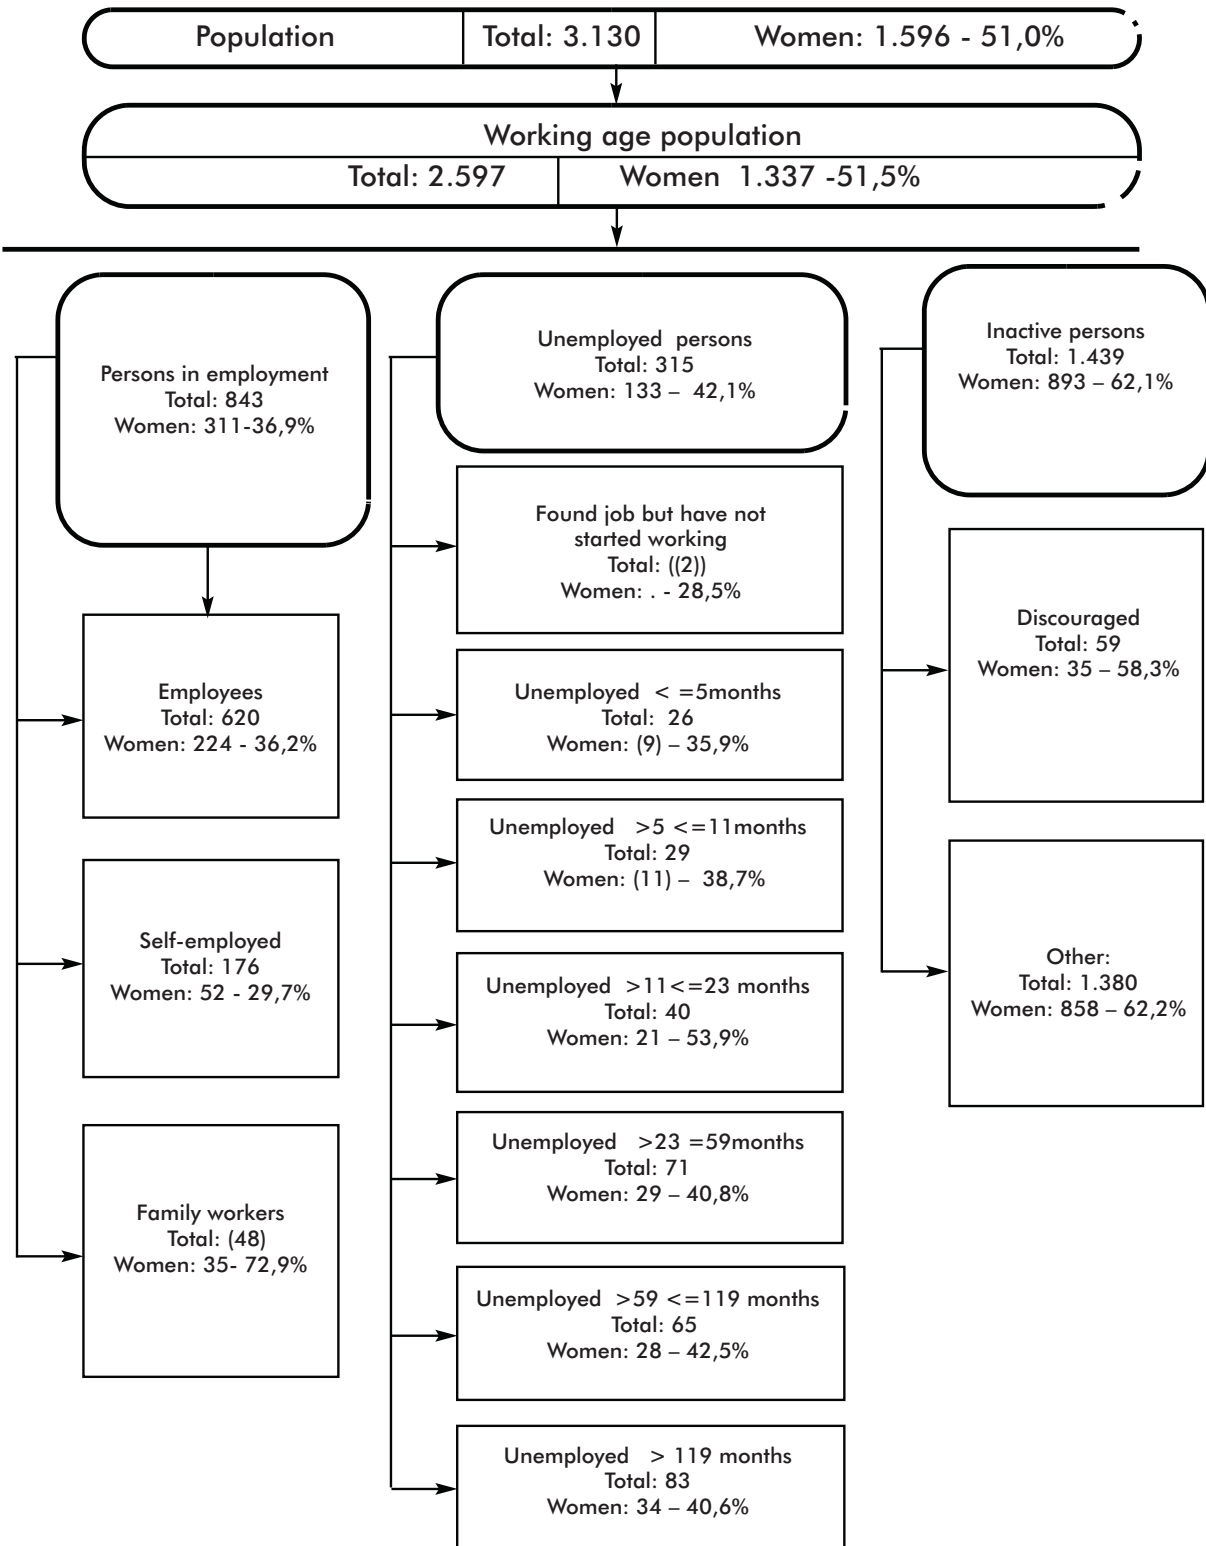 Population Total: 3.130 Women: 1.596 - 51,0%
Working age population
Total: 2.597 Women 1.337 -51,5%
Persons in employment
Total: 843
Women: 311-36,9%
Employees
Total: 620
Women: 224 - 36,2%
Self-employed
Total: 176
Women: 52 - 29,7%
Family workers
Total: (48)
Women: 35- 72,9%
Unemployed persons
Total: 315
Women: 133 – 42,1%
Found job but have not
started working
Total: ((2))
Women: . - 28,5%
Unemployed < =5months
Total: 26
Women: (9) – 35,9%
Unemployed >5 <=11months
Total: 29
Women: (11) – 38,7%
Unemployed >11<=23 months
Total: 40
Women: 21 – 53,9%
Unemployed >23 =59months
Total: 71
Women: 29 – 40,8%
Unemployed >59 <=119 months
Total: 65
Women: 28 – 42,5%
Unemployed > 119 months
Total: 83
Women: 34 – 40,6%
Inactive persons
Total: 1.439
Women: 893 – 62,1%
Discouraged
Total: 59
Women: 35 – 58,3%
Other:
Total: 1.380
Women: 858 – 62,2%